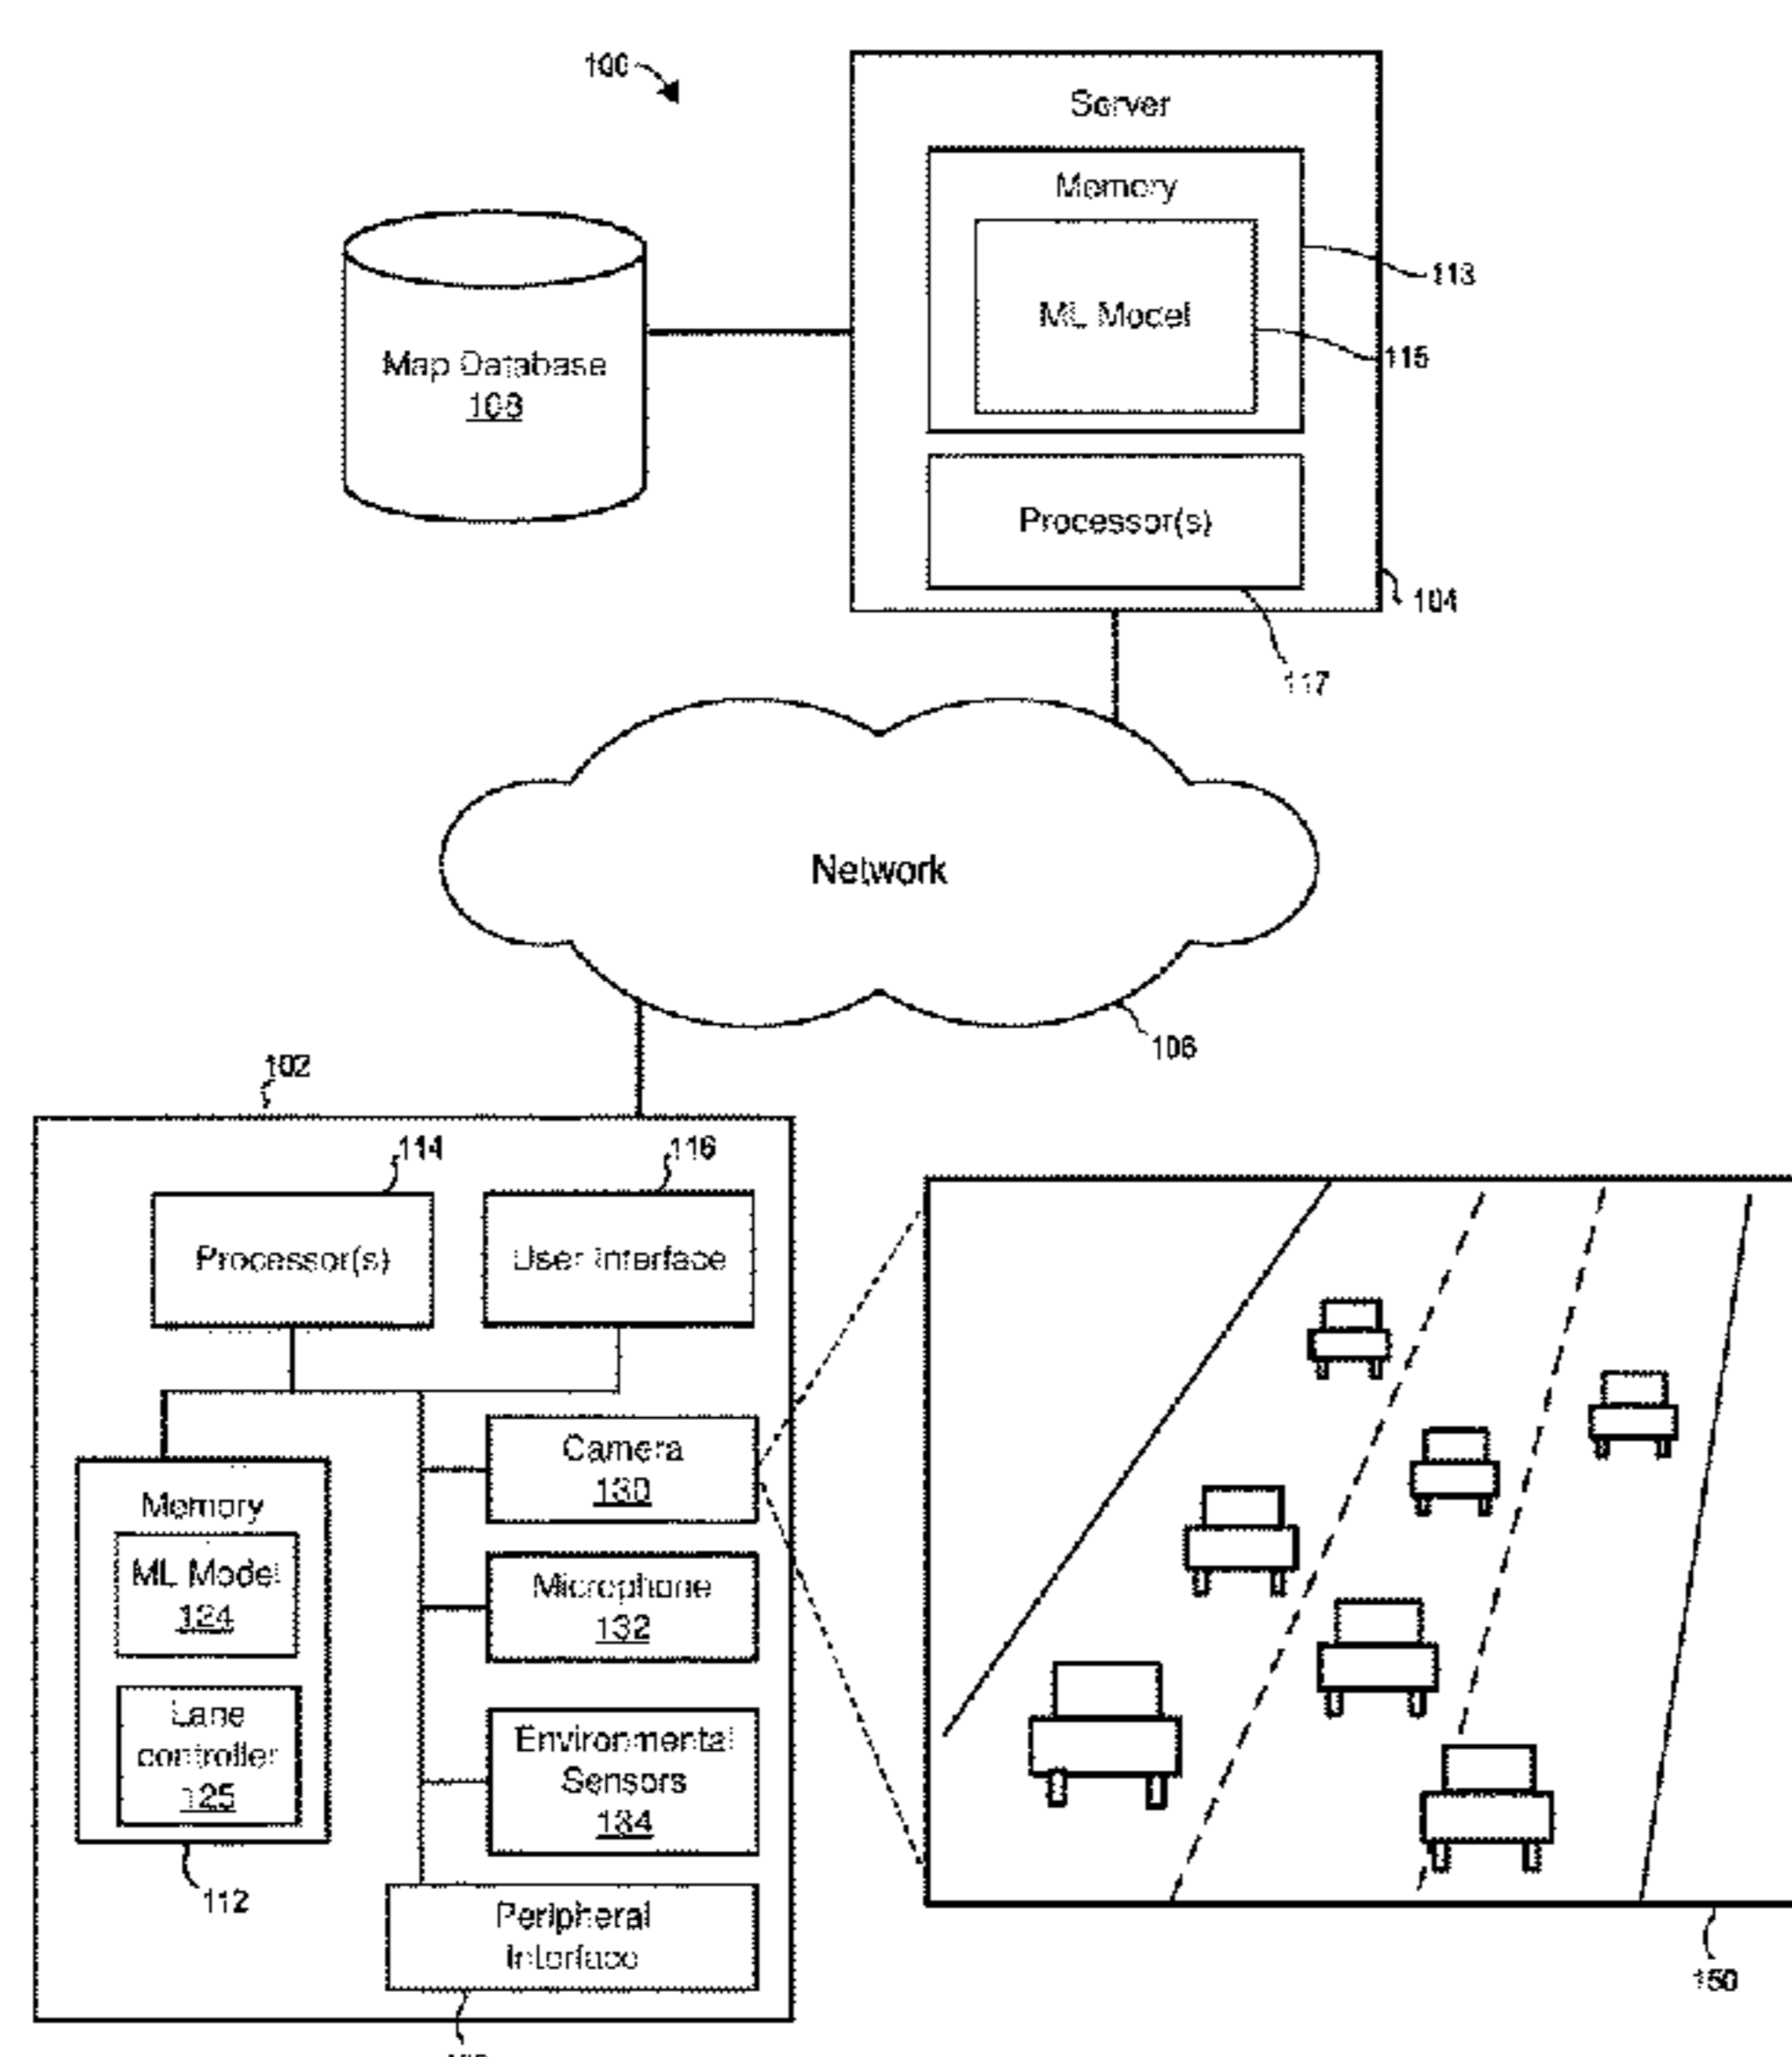 100
Server
Memory
ML Model
113
115
Map Database
108
Processor(s)
104
117
Network
106
102
114
116
Processor(s)
User Interface
Camera
130
Memory
ML Model
124
Microphone
132
Lane
controller
125
Environmental
Sensors
134
112
Peripheral
Interface
150